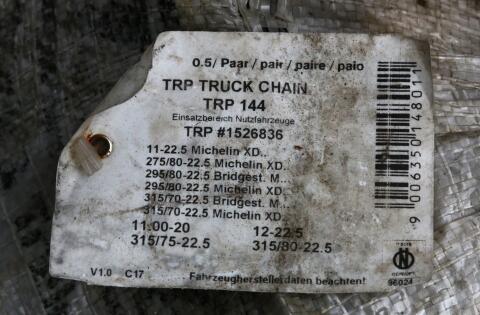 0.5/ Paar / pair / paire / paio
TRP TRUCK CHAIN
TRP 144
Einsatzbereich Nutzfahrzeuge
TRP #1526836
11-22.5 Michelin XD..
275/80-22.5 Michelin XD..
295/80-22.5 Bridgest. M...
295/80-22.5 Michelin XD..
315/70-22.5 Bridgest. M...
315/70-22.5 Michelin XD..
11.00-20 12-22.5
315/75-22.5 315/80-22.5
V1.0 C17 Fahrzeugherstellerdaten beachten!
9 006350 148011
GEPRÜFT
96024